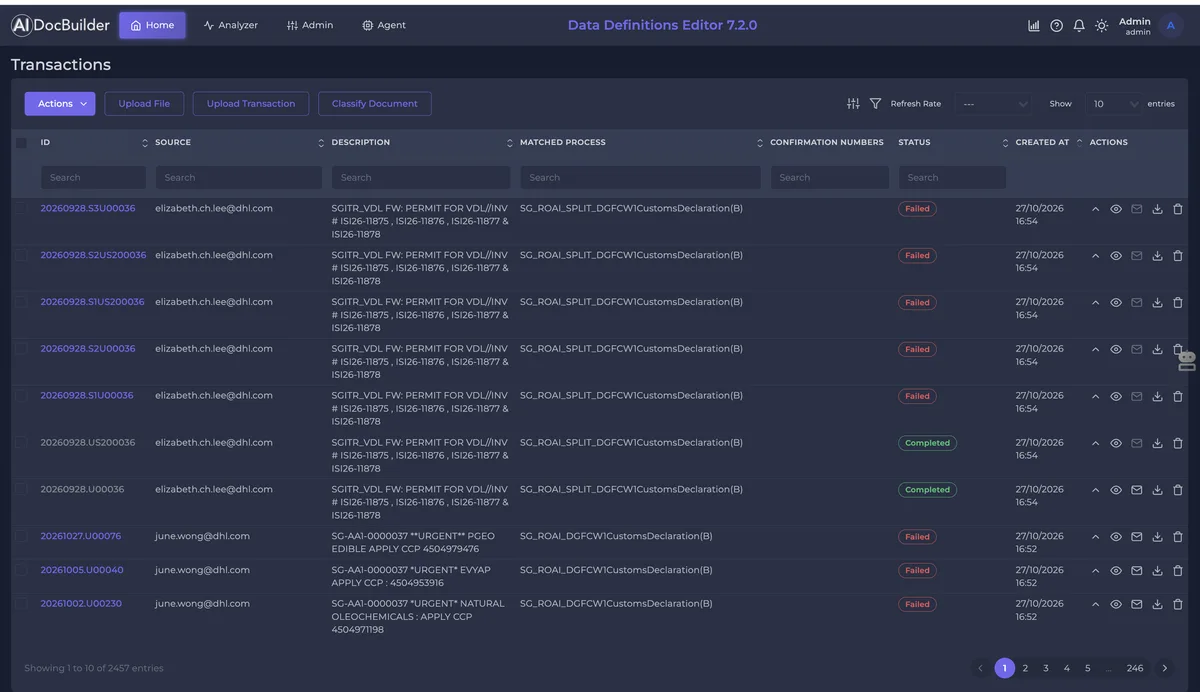 AI DocBuilder Home Analyzer Admin Agent Data Definitions Editor 7.2.0 Admin A
admin
Transactions
Actions Upload File Upload Transaction Classify Document Refresh Rate --- Show 10 entries
ID SOURCE DESCRIPTION MATCHED PROCESS CONFIRMATION NUMBERS STATUS CREATED AT ACTIONS
Search Search Search Search Search Search
20260928.S3U00036 elizabeth.ch.lee@dhl.com SGITR_VDL FW: PERMIT FOR VDL//INV SG_ROAI_SPLIT_DGFCW1CustomsDeclaration(B) Failed 27/10/2026
# ISI26-11875 , ISI26-11876 , ISI26-11877 & 16:54
ISI26-11878
20260928.S2US200036 elizabeth.ch.lee@dhl.com SGITR_VDL FW: PERMIT FOR VDL//INV SG_ROAI_SPLIT_DGFCW1CustomsDeclaration(B) Failed 27/10/2026
# ISI26-11875 , ISI26-11876 , ISI26-11877 & 16:54
ISI26-11878
20260928.S1US200036 elizabeth.ch.lee@dhl.com SGITR_VDL FW: PERMIT FOR VDL//INV SG_ROAI_SPLIT_DGFCW1CustomsDeclaration(B) Failed 27/10/2026
# ISI26-11875 , ISI26-11876 , ISI26-11877 & 16:54
ISI26-11878
20260928.S2U00036 elizabeth.ch.lee@dhl.com SGITR_VDL FW: PERMIT FOR VDL//INV SG_ROAI_SPLIT_DGFCW1CustomsDeclaration(B) Failed 27/10/2026
# ISI26-11875 , ISI26-11876 , ISI26-11877 & 16:54
ISI26-11878
20260928.S1U00036 elizabeth.ch.lee@dhl.com SGITR_VDL FW: PERMIT FOR VDL//INV SG_ROAI_SPLIT_DGFCW1CustomsDeclaration(B) Failed 27/10/2026
# ISI26-11875 , ISI26-11876 , ISI26-11877 & 16:54
ISI26-11878
20260928.US200036 elizabeth.ch.lee@dhl.com SGITR_VDL FW: PERMIT FOR VDL//INV SG_ROAI_SPLIT_DGFCW1CustomsDeclaration(B) Completed 27/10/2026
# ISI26-11875 , ISI26-11876 , ISI26-11877 & 16:54
ISI26-11878
20260928.U00036 elizabeth.ch.lee@dhl.com SGITR_VDL FW: PERMIT FOR VDL//INV SG_ROAI_SPLIT_DGFCW1CustomsDeclaration(B) Completed 27/10/2026
# ISI26-11875 , ISI26-11876 , ISI26-11877 & 16:54
ISI26-11878
20261027.U00076 june.wong@dhl.com SG-AA1-0000037 **URGENT** PGEO SG_ROAI_DGFCW1CustomsDeclaration(B) Failed 27/10/2026
EDIBLE APPLY CCP 4504979476 16:52
20261005.U00040 june.wong@dhl.com SG-AA1-0000037 *URGENT* EVYAP SG_ROAI_DGFCW1CustomsDeclaration(B) Failed 27/10/2026
APPLY CCP : 4504953916 16:52
20261002.U00230 june.wong@dhl.com SG-AA1-0000037 *URGENT* NATURAL SG_ROAI_DGFCW1CustomsDeclaration(B) Failed 27/10/2026
OLEOCHEMICALS : APPLY CCP 16:52
4504971198
Showing 1 to 10 of 2457 entries 1 2 3 4 5 ... 246